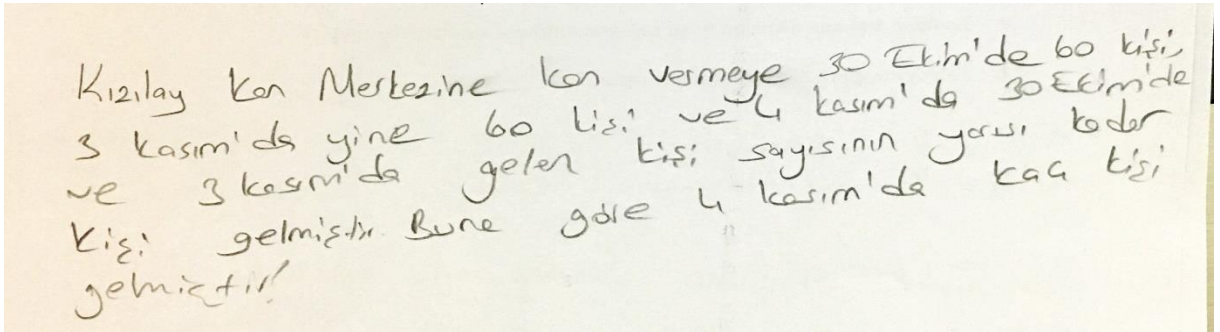 Kızılay Kan Merkezine kan vermeye 30 Ekim'de 60 kişi,
3 kasım'da yine 60 kişi ve 4 kasım'da 30 Ekim'de
ve 3 kasım'da gelen kişi sayısının yarısı kadar
kişi gelmiştir. Buna göre 4 kasım'da kaç kişi
gelmiştir!